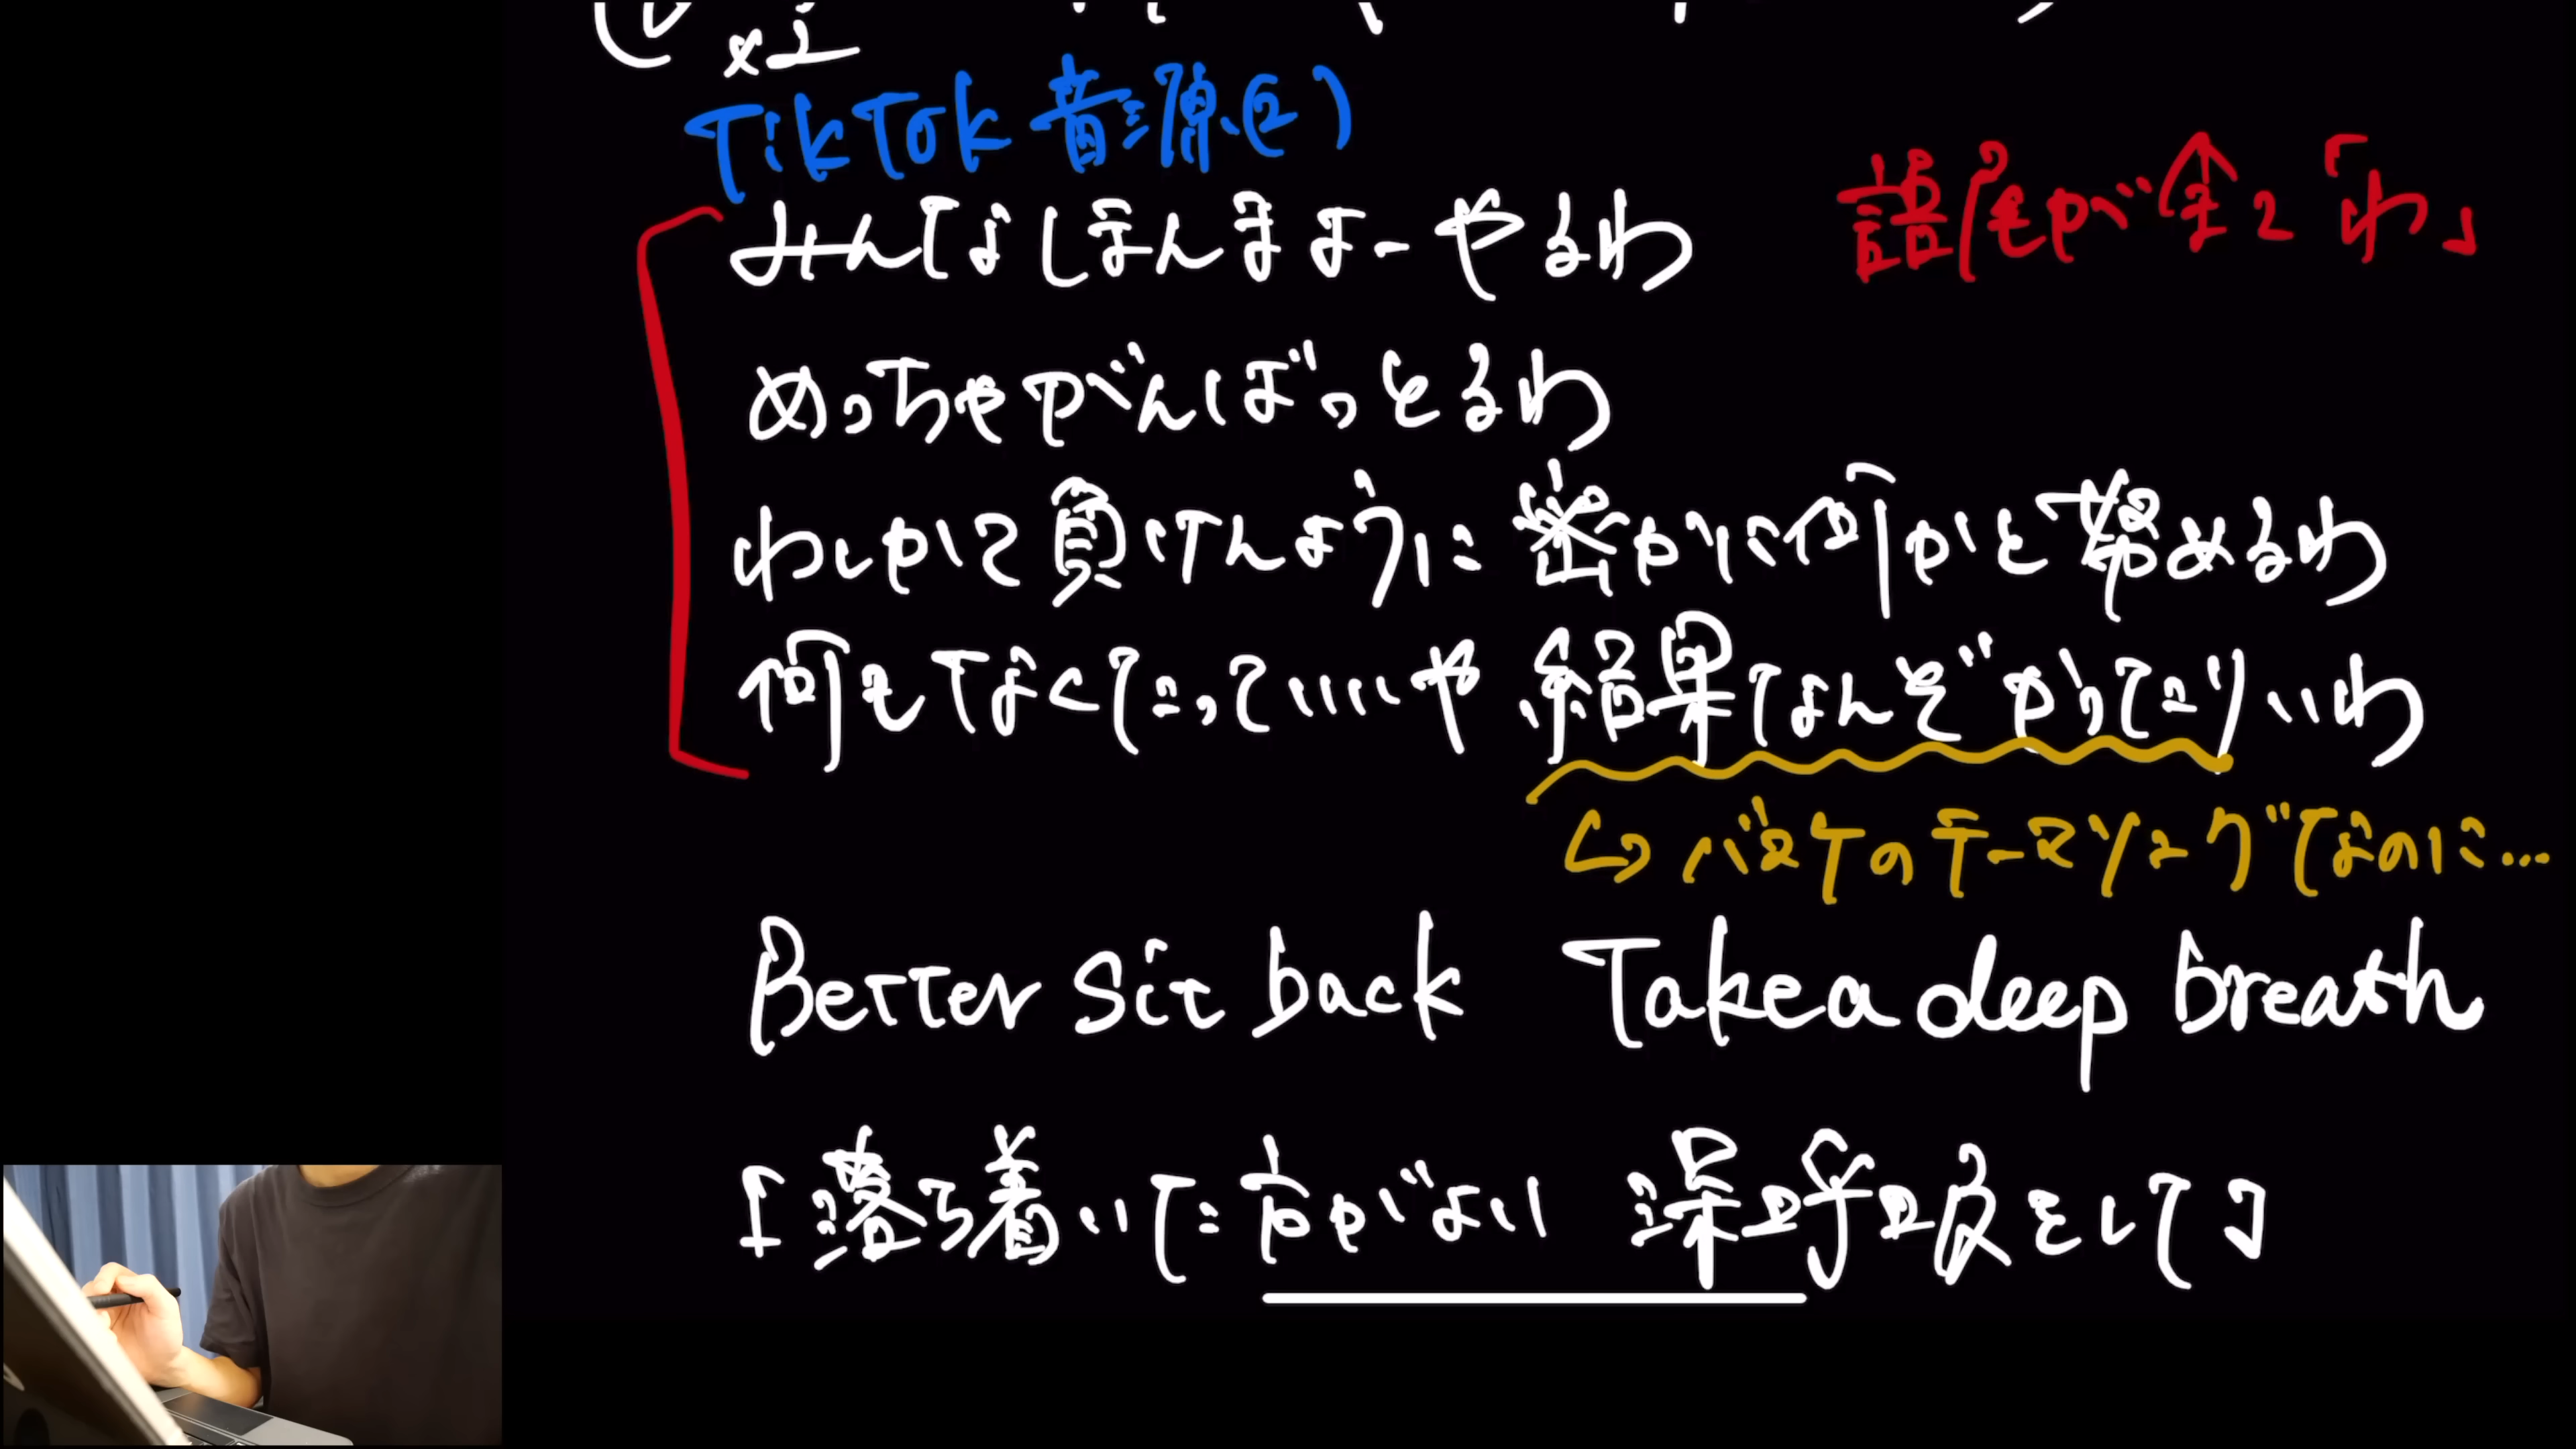 TikTok音源(2)
語尾が全て「わ」
みんなしほんまよーやるわ
めっちゃがんばっとるわ
わしかて負けんように 密かに何かと努めるわ
何もなくたっていいや 結果なんぞかったりいわ
↳ バスケのテーマソングなのに...
Better sit back Take a deep breath
「落ち着いた方がよい 深呼吸をして」